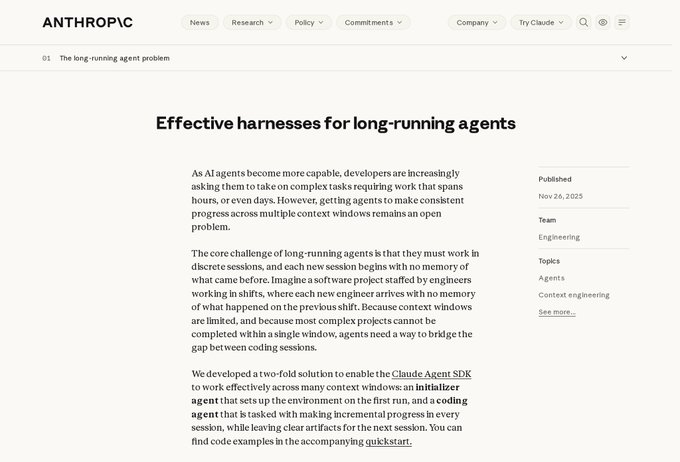 ANTHROP\C
News
Research
Policy
Commitments
Company
Try Claude
01 The long-running agent problem
Effective harnesses for long-running agents
As AI agents become more capable, developers are increasingly
asking them to take on complex tasks requiring work that spans
hours, or even days. However, getting agents to make consistent
progress across multiple context windows remains an open
problem.
The core challenge of long-running agents is that they must work in
discrete sessions, and each new session begins with no memory of
what came before. Imagine a software project staffed by engineers
working in shifts, where each new engineer arrives with no memory
of what happened on the previous shift. Because context windows
are limited, and because most complex projects cannot be
completed within a single window, agents need a way to bridge the
gap between coding sessions.
We developed a two-fold solution to enable the Claude Agent SDK
to work effectively across many context windows: an initializer
agent that sets up the environment on the first run, and a coding
agent that is tasked with making incremental progress in every
session, while leaving clear artifacts for the next session. You can
find code examples in the accompanying quickstart.
Published
Nov 26, 2025
Team
Engineering
Topics
Agents
Context engineering
See more...